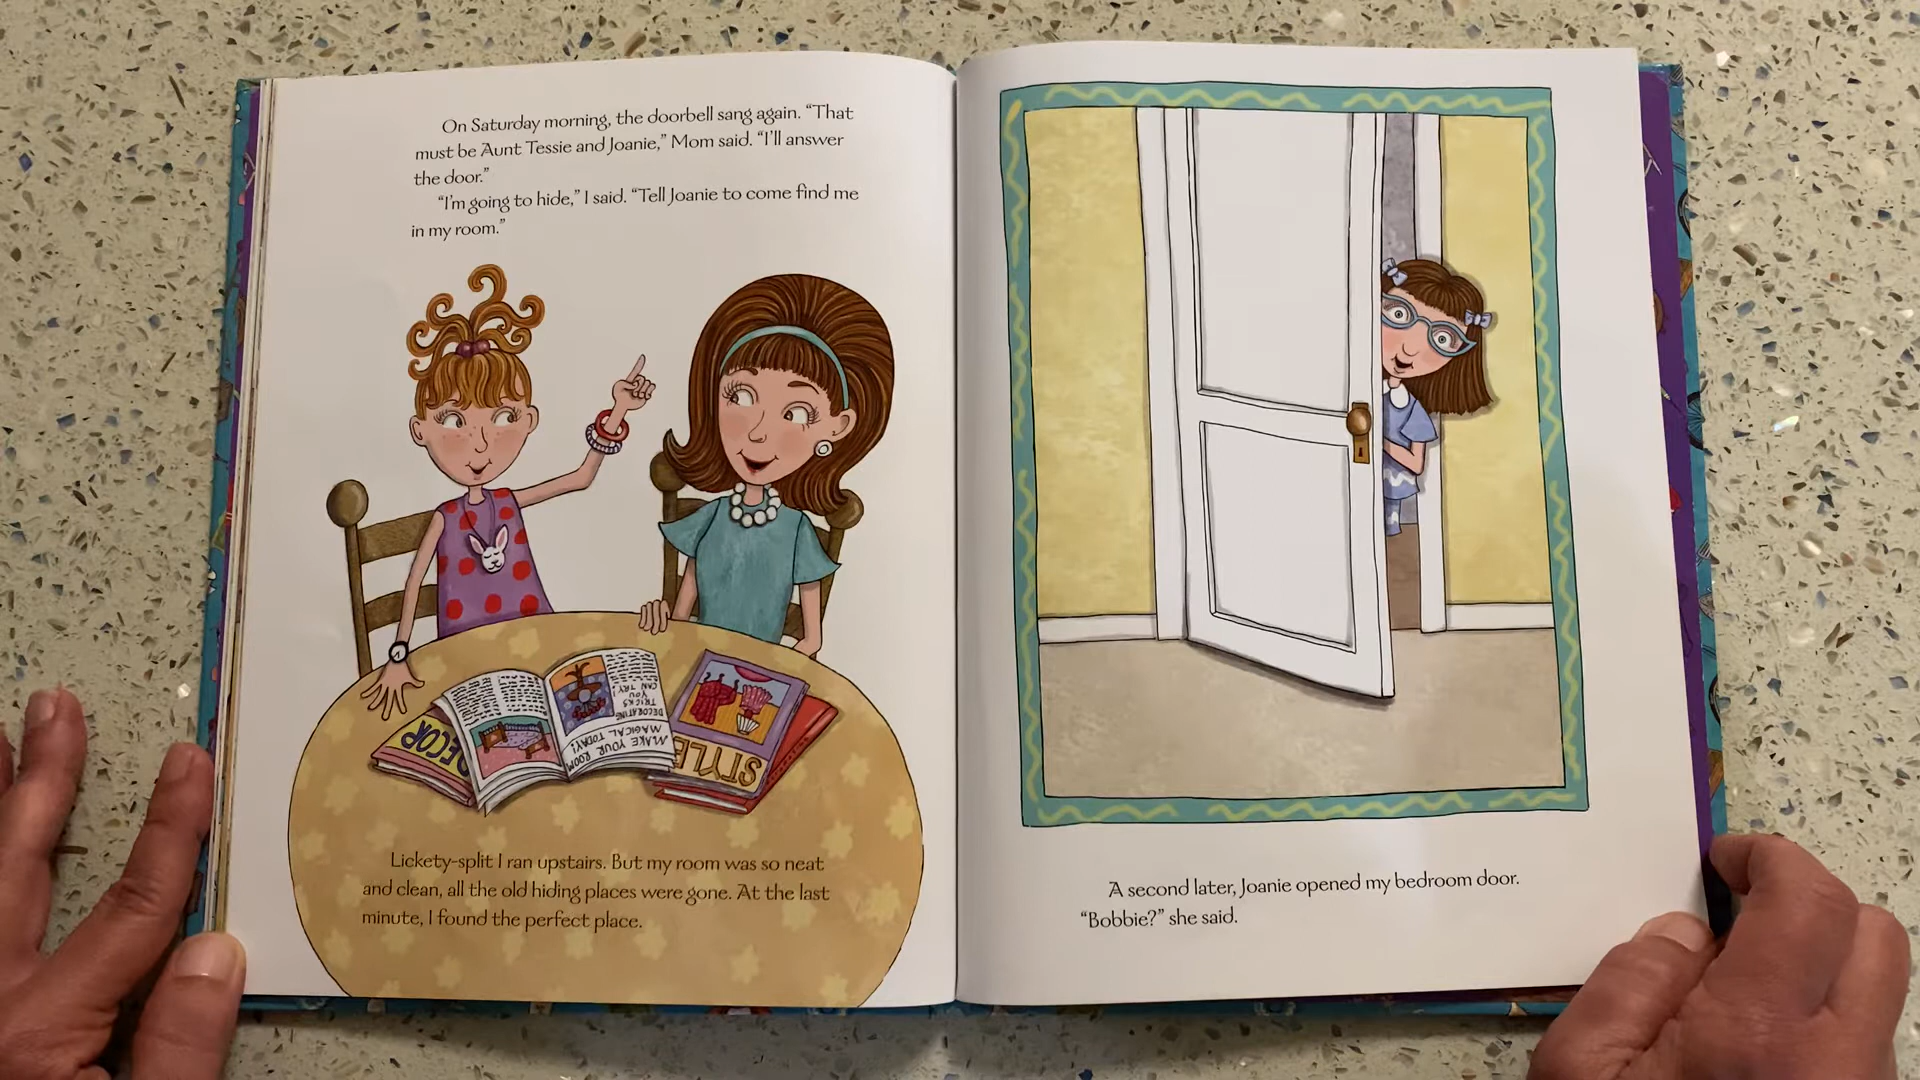 On Saturday morning, the doorbell sang again. “That
must be Aunt Tessie and Joanie,” Mom said. “I’ll answer
the door.”
“I’m going to hide,” I said. “Tell Joanie to come find me
in my room.”
DECOR
MAKE YOUR ROOM
MAGICAL TODAY!
DECORATING
TRICKS
YOU
CAN TRY!
STYLE
Lickety-split I ran upstairs. But my room was so neat
and clean, all the old hiding places were gone. At the last
minute, I found the perfect place.
A second later, Joanie opened my bedroom door.
“Bobbie?” she said.